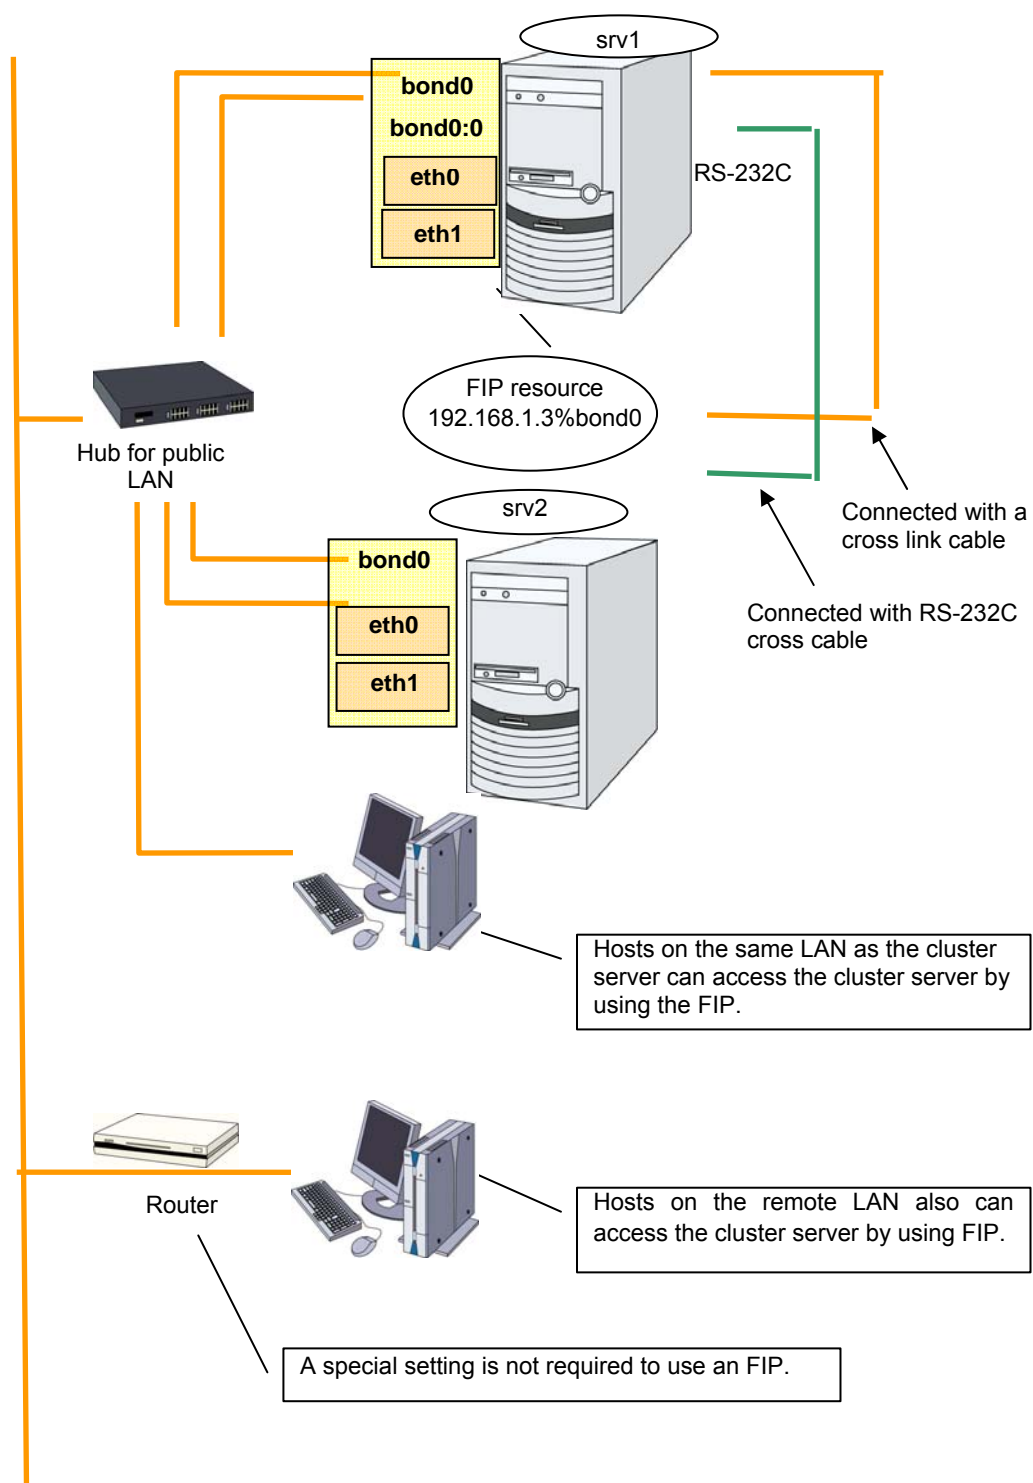 srv1
bond0
bond0:0
eth0
eth1
RS-232C
FIP resource
192.168.1.3%bond0
Hub for public
LAN
srv2
Connected with a
cross link cable
bond0
eth0
eth1
Connected with RS-232C
cross cable
Hosts on the same LAN as the cluster
server can access the cluster server by
using the FIP.
Router
Hosts on the remote LAN also can
access the cluster server by using FIP.
A special setting is not required to use an FIP.